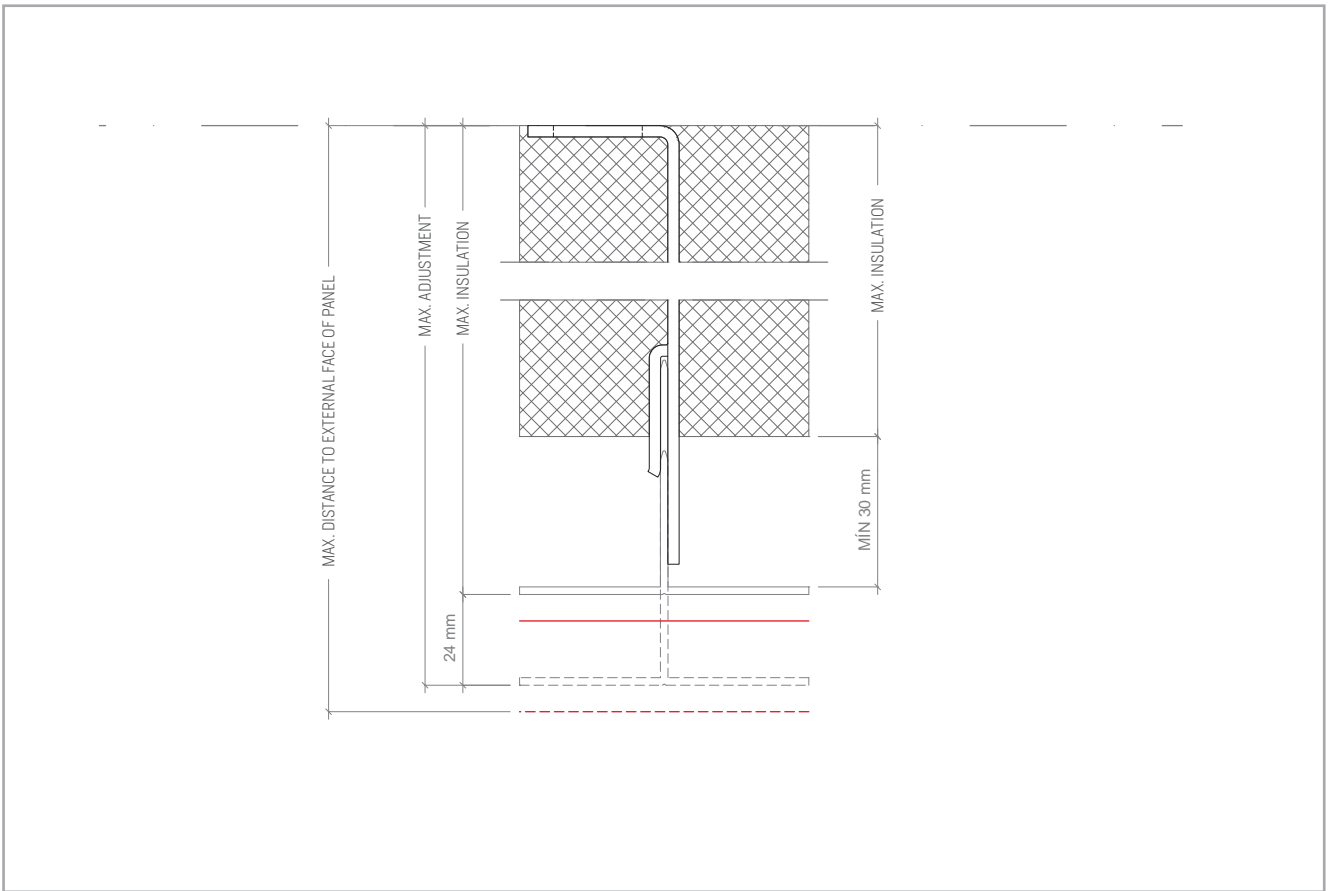 MAX. DISTANCE TO EXTERNAL FACE OF PANEL
MAX. ADJUSTMENT
MAX. INSULATION
24 mm
MAX. INSULATION
MÍN 30 mm